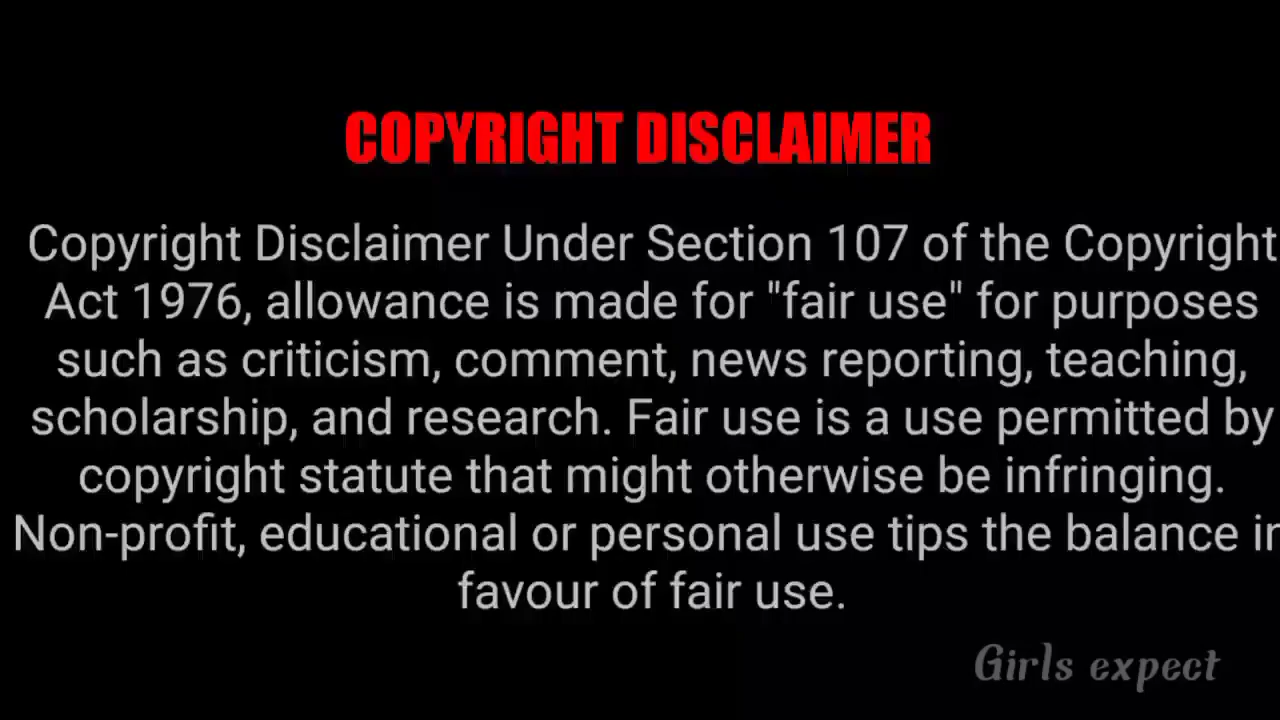 COPYRIGHT DISCLAIMER
Copyright Disclaimer Under Section 107 of the Copyright
Act 1976, allowance is made for "fair use" for purposes
such as criticism, comment, news reporting, teaching,
scholarship, and research. Fair use is a use permitted by
copyright statute that might otherwise be infringing.
Non-profit, educational or personal use tips the balance in
favour of fair use.
Girls expect